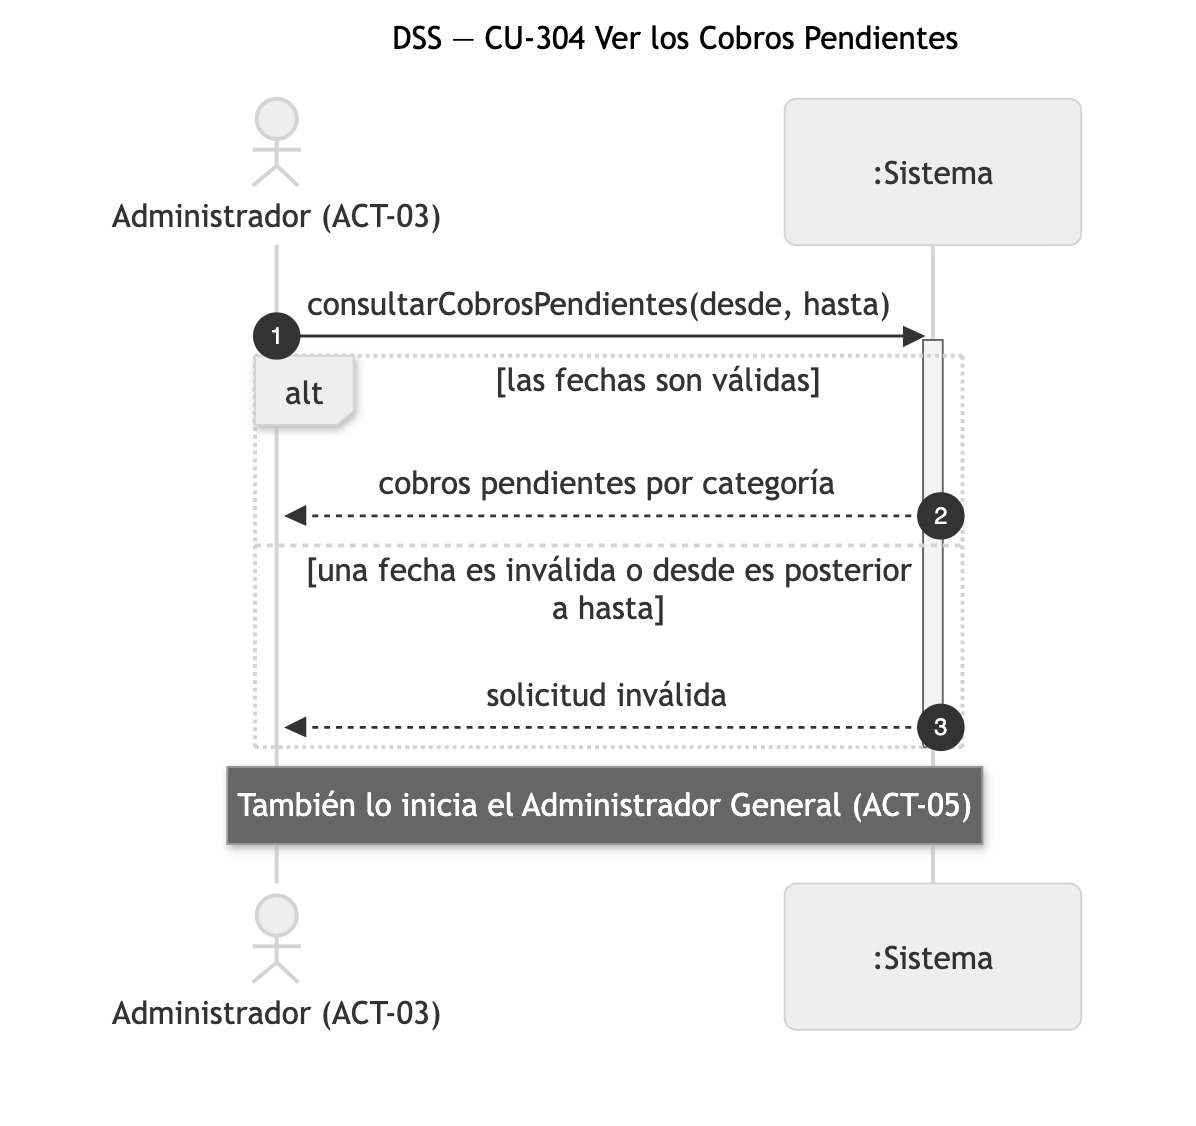 DSS — CU-304 Ver los Cobros Pendientes
Administrador (ACT-03)
:Sistema
consultarCobrosPendientes(desde, hasta)
1
alt
[las fechas son válidas]
cobros pendientes por categoría
2
[una fecha es inválida o desde es posterior
a hasta]
solicitud inválida
3
También lo inicia el Administrador General (ACT-05)
Administrador (ACT-03)
:Sistema